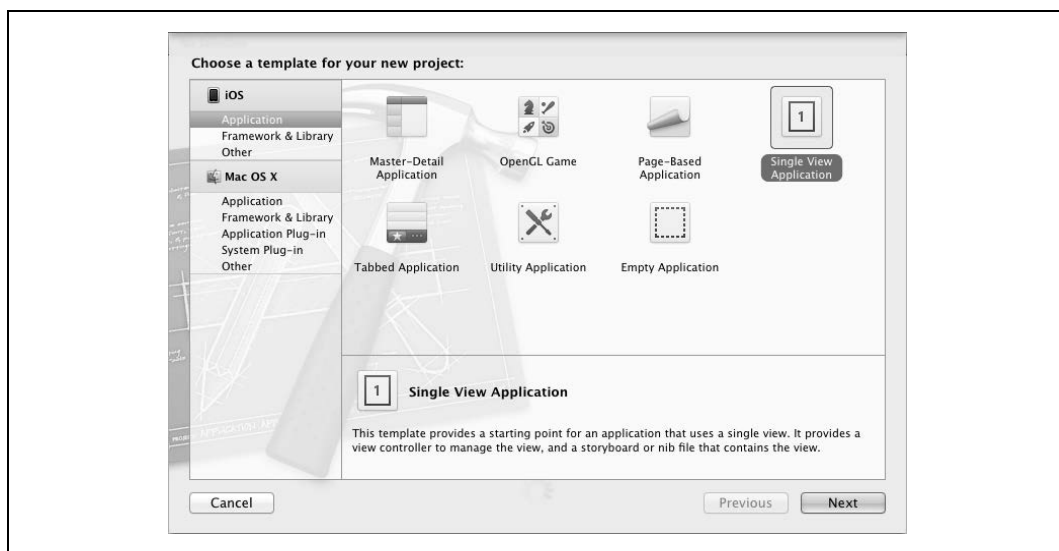 Choose a template for your new project:
iOS
Application
Framework & Library
Other
Mac OS X
Application
Framework & Library
Application Plug-in
System Plug-in
Other
Master-Detail
Application
OpenGL Game
Page-Based
Application
1
Single View
Application
Tabbed Application
Utility Application
Empty Application
1
Single View Application
This template provides a starting point for an application that uses a single view. It provides a
view controller to manage the view, and a storyboard or nib file that contains the view.
Cancel
Previous
Next